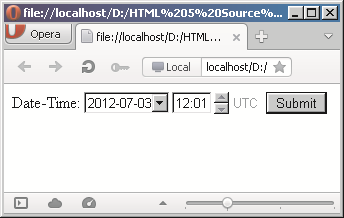 file://localhost/D:/HTML%205%20Source%...
Opera
file://localhost/D:/HTML...
Local
localhost/D:/
Date-Time: 2012-07-03 12:01 UTC Submit